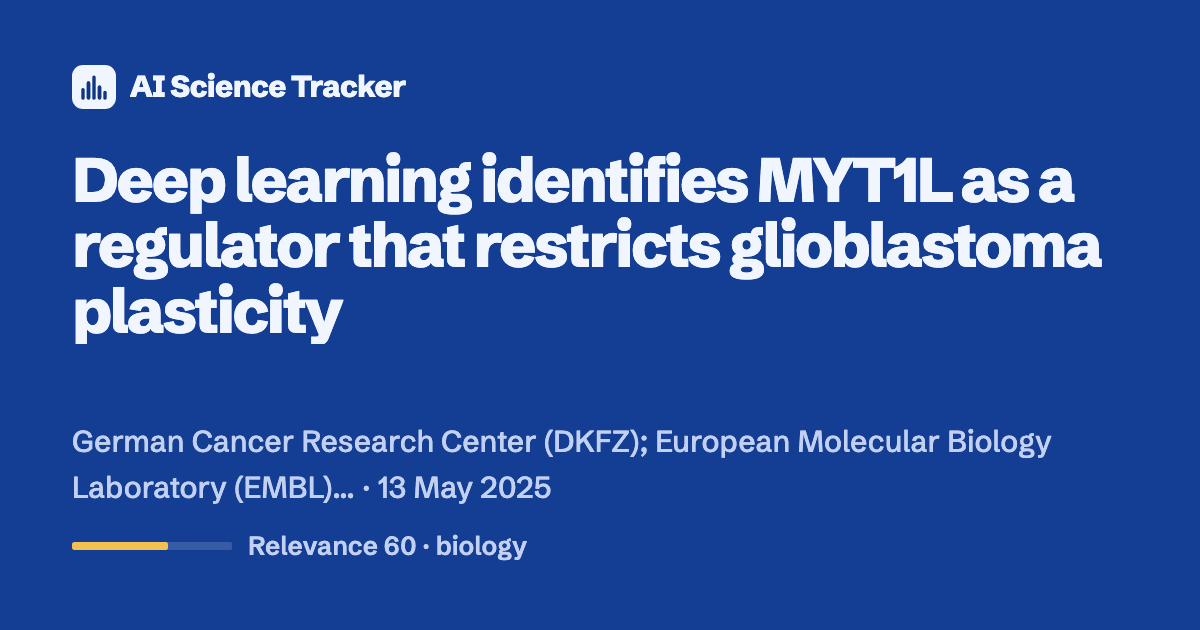 AI Science Tracker
Deep learning identifies MYT1L as a
regulator that restricts glioblastoma
plasticity
German Cancer Research Center (DKFZ); European Molecular Biology
Laboratory (EMBL)... · 13 May 2025
Relevance 60 · biology